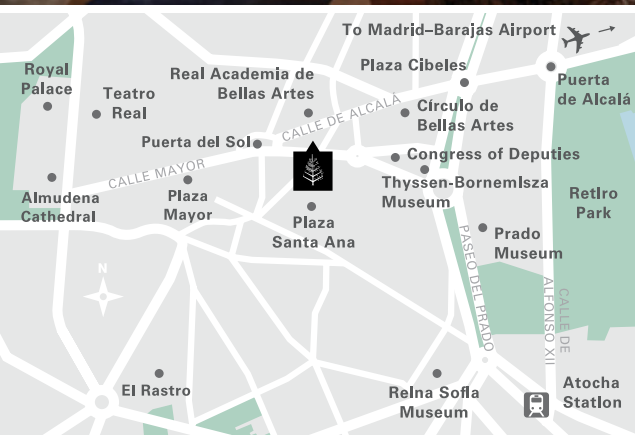 To Madrid–Barajas Airport
Royal
Palace
Teatro
Real
Real Academia de
Bellas Artes
Plaza Cibeles
Puerta
de Alcalá
CALLE DE ALCALÁ
Círculo de
Bellas Artes
Puerta del Sol
Congress of Deputies
CALLE MAYOR
Thyssen-Bornemisza
Museum
Almudena
Cathedral
Plaza
Mayor
Plaza
Santa Ana
Retiro
Park
Prado
Museum
PASEO DEL PRADO
CALLE DE
ALFONSO XII
N
El Rastro
Reina Sofia
Museum
Atocha
Station